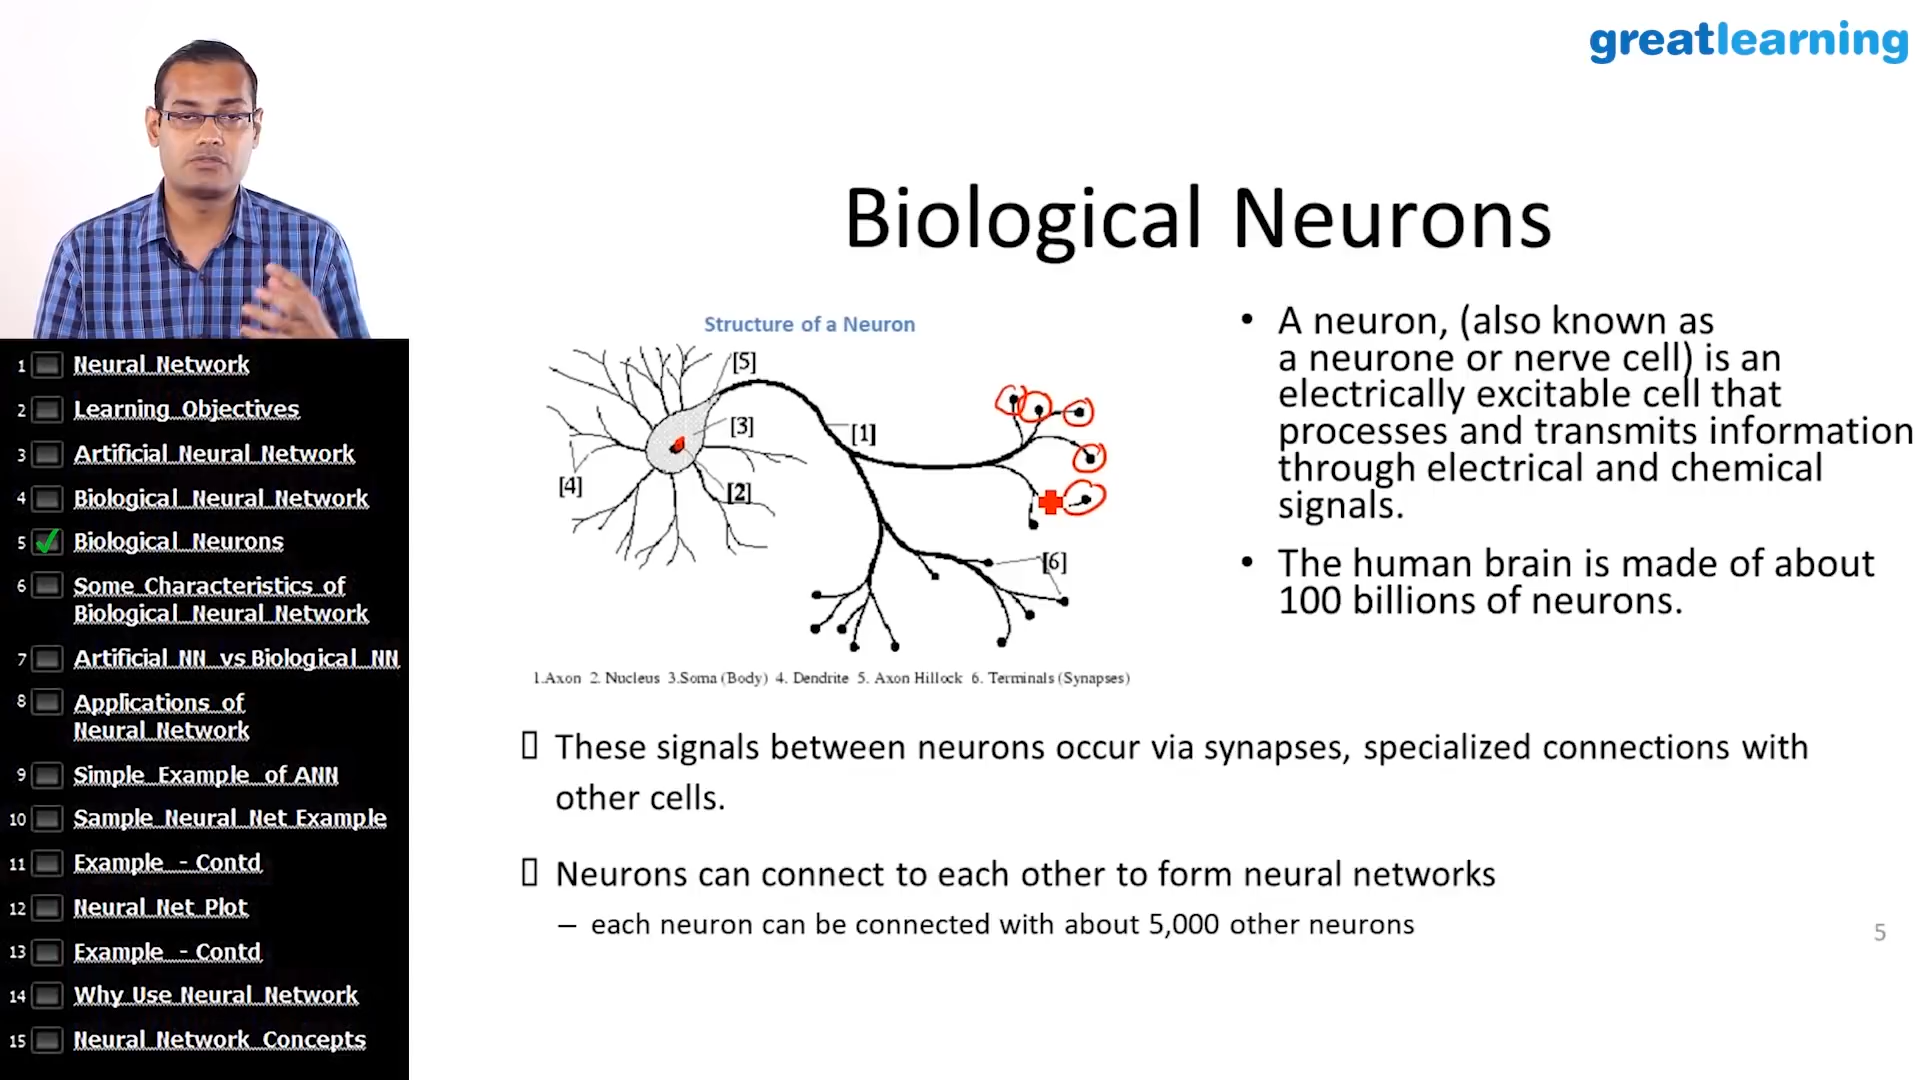 greatlearning
Biological Neurons
Structure of a Neuron
[5]
[3]
[1]
[4]
[2]
[6]
1.Axon 2. Nucleus 3.Soma (Body) 4. Dendrite 5. Axon Hillock 6. Terminals (Synapses)
• A neuron, (also known as
a neurone or nerve cell) is an
electrically excitable cell that
processes and transmits information
through electrical and chemical
signals.
• The human brain is made of about
100 billions of neurons.
These signals between neurons occur via synapses, specialized connections with
other cells.
Neurons can connect to each other to form neural networks
– each neuron can be connected with about 5,000 other neurons
5
1 Neural Network
2 Learning Objectives
3 Artificial Neural Network
4 Biological Neural Network
5 Biological Neurons
6 Some Characteristics of
Biological Neural Network
7 Artificial NN vs Biological NN
8 Applications of
Neural Network
9 Simple Example of ANN
10 Sample Neural Net Example
11 Example - Contd
12 Neural Net Plot
13 Example - Contd
14 Why Use Neural Network
15 Neural Network Concepts